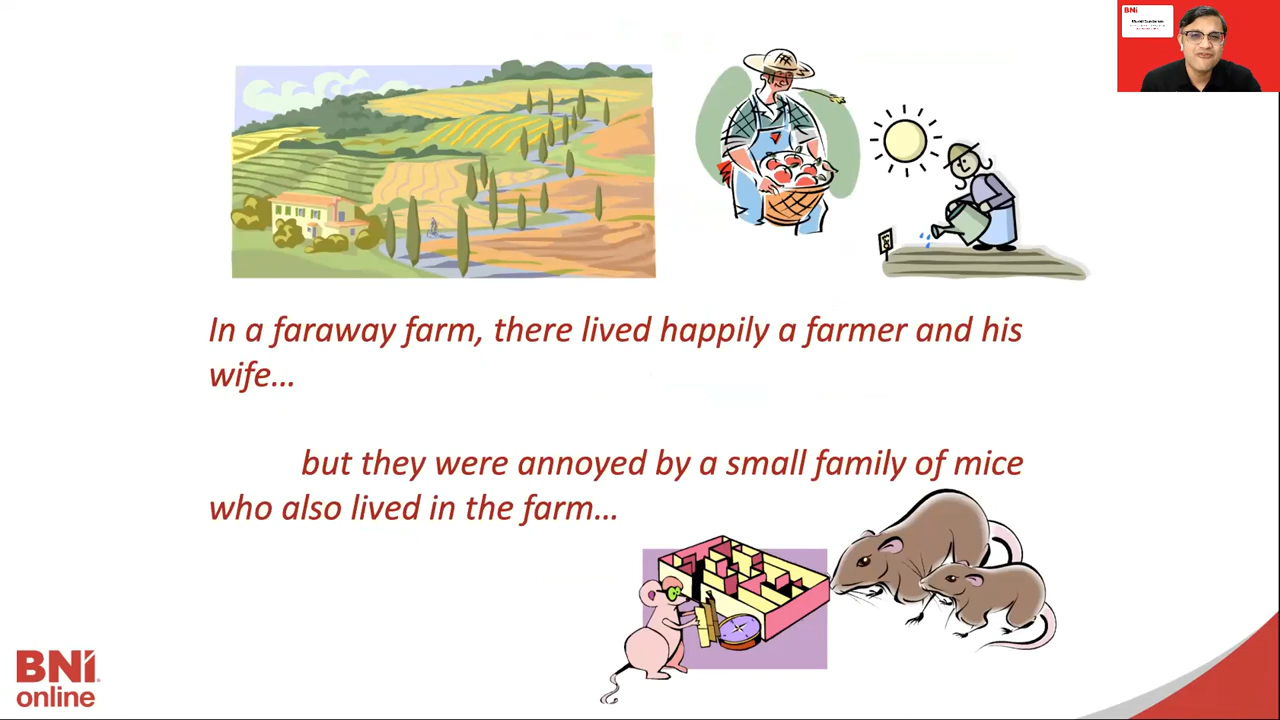 BNI
In a faraway farm, there lived happily a farmer and his
wife…
but they were annoyed by a small family of mice
who also lived in the farm…
BNI®
online